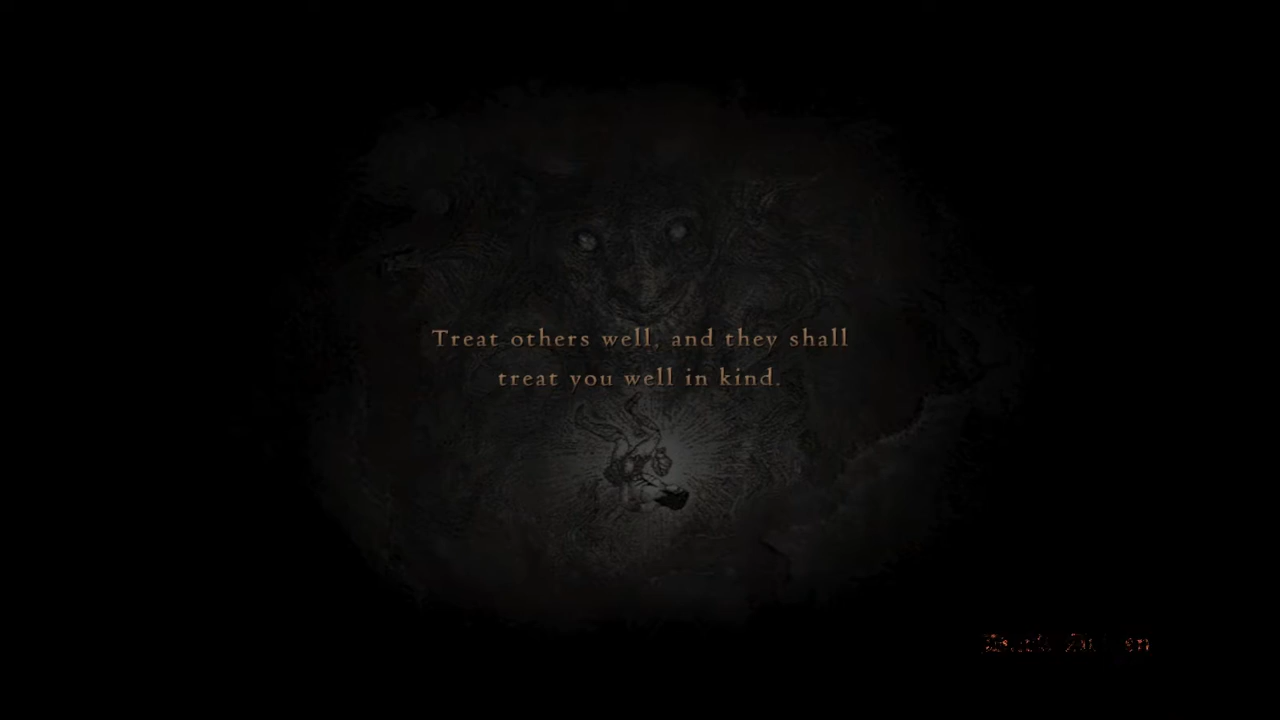 Treat others well, and they shall
treat you well in kind.